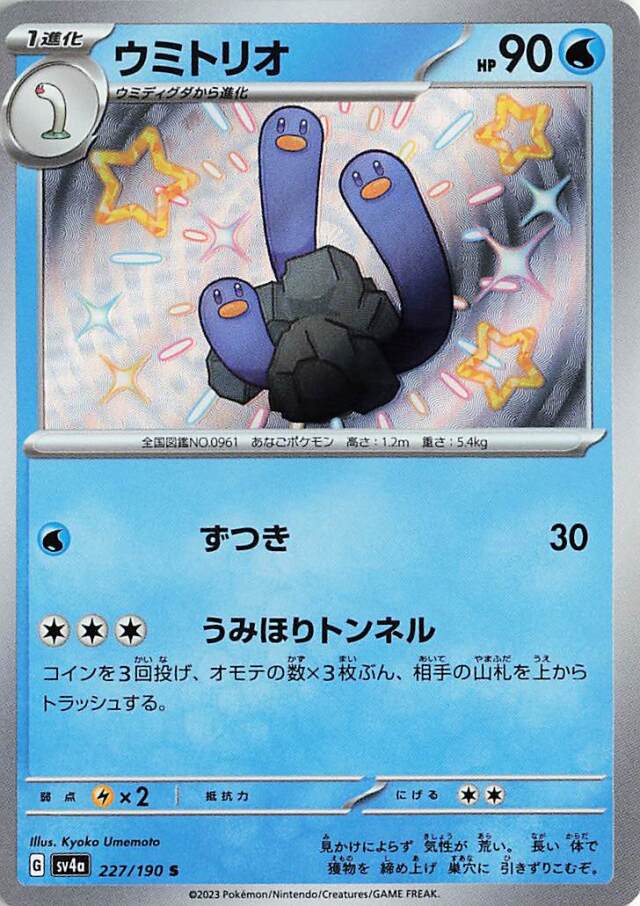 1進化
ウミトリオ
HP 90
ウミディグダから進化
全国図鑑NO.0961 あなごポケモン 高さ:1.2m 重さ:5.4kg
ずつき 30
うみほりトンネル
コインを3回投げ、オモテの数×3枚ぶん、相手の山札を上から
トラッシュする。
弱点 ×2 抵抗力 にげる
Illus. Kyoko Umemoto
G sv4a 227/190 S
見かけによらず 気性が 荒い。 長い 体で
獲物を 締め上げ 巣穴に 引きずりこむぞ。
©2023 Pokémon/Nintendo/Creatures/GAME FREAK.